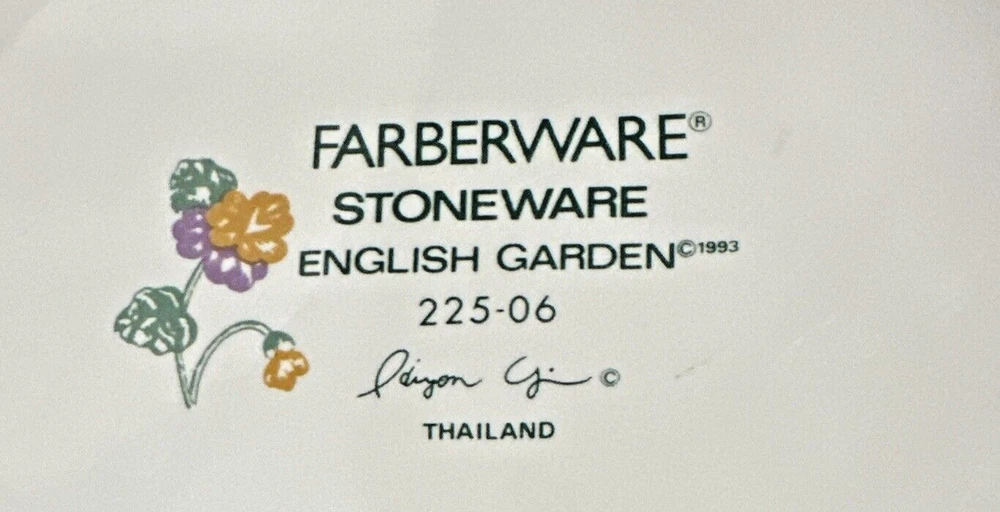 FARBERWARE®
STONEWARE
ENGLISH GARDEN©1993
225-06
©
THAILAND